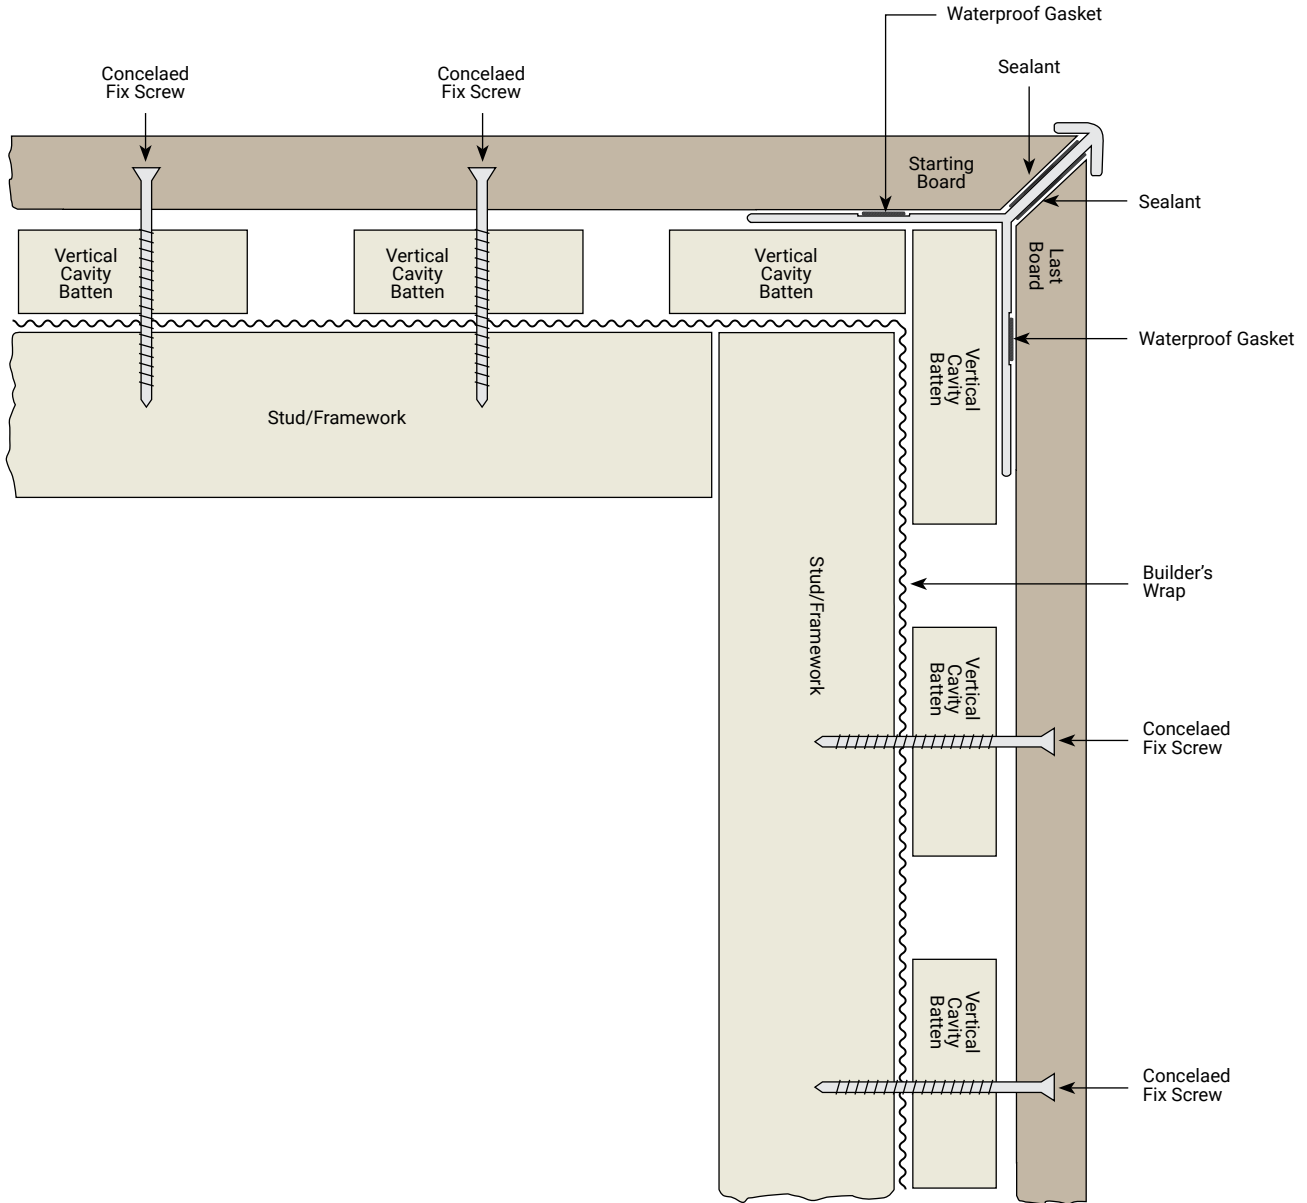 Waterproof Gasket
Sealant
Concelaed
Fix Screw
Concelaed
Fix Screw
Starting
Board
Sealant
Vertical
Cavity
Batten
Vertical
Cavity
Batten
Vertical
Cavity
Batten
Last
Board
Waterproof Gasket
Vertical
Cavity
Batten
Stud/Framework
Stud/Framework
Builder’s
Wrap
Vertical
Cavity
Batten
Concelaed
Fix Screw
Vertical
Cavity
Batten
Concelaed
Fix Screw